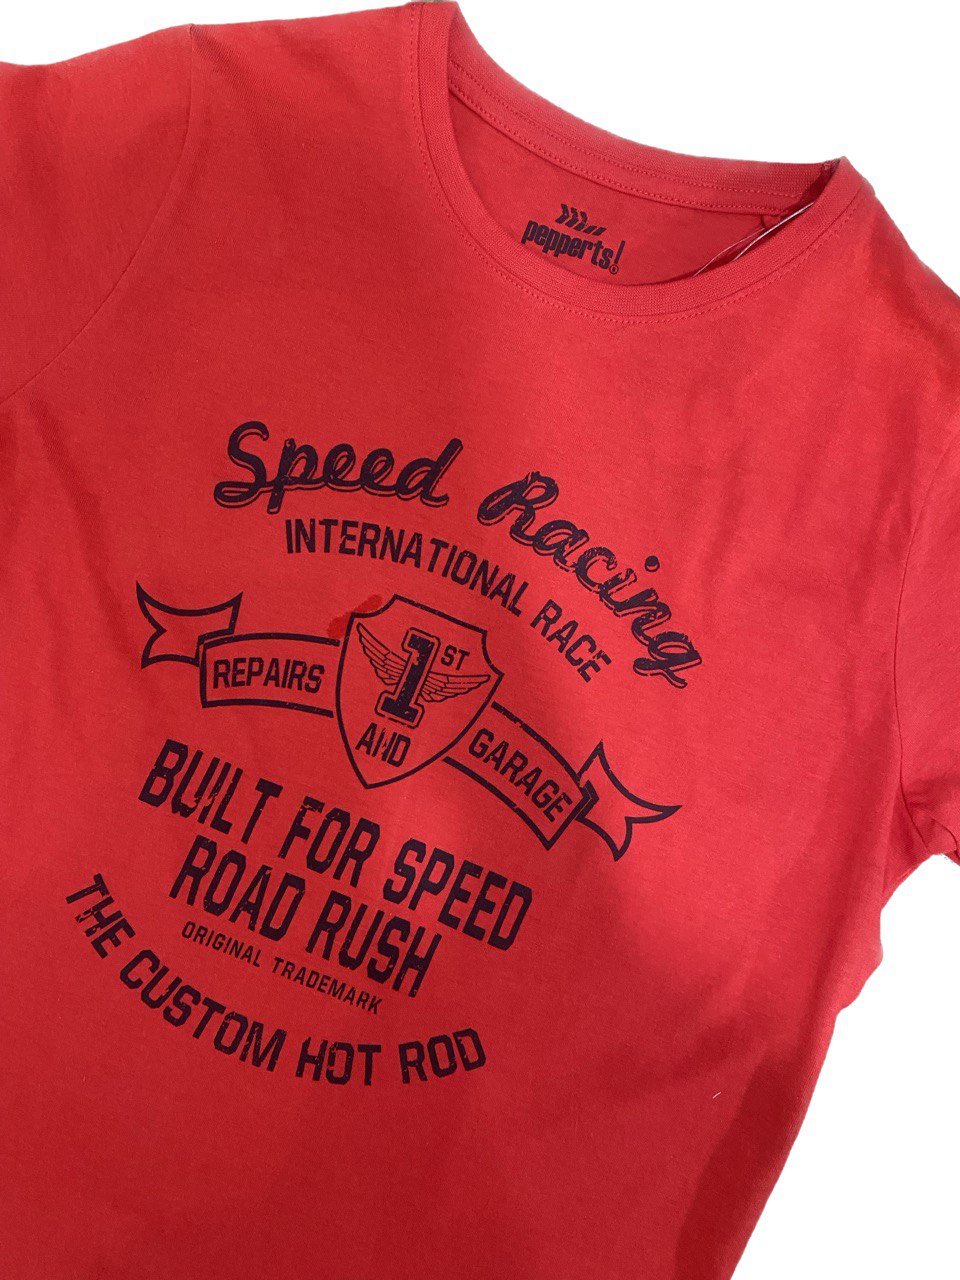 pepperts!
Speed Racing
INTERNATIONAL RACE
REPAIRS
1ST
AND
GARAGE
BUILT FOR SPEED
ROAD RUSH
ORIGINAL TRADEMARK
THE CUSTOM HOT ROD